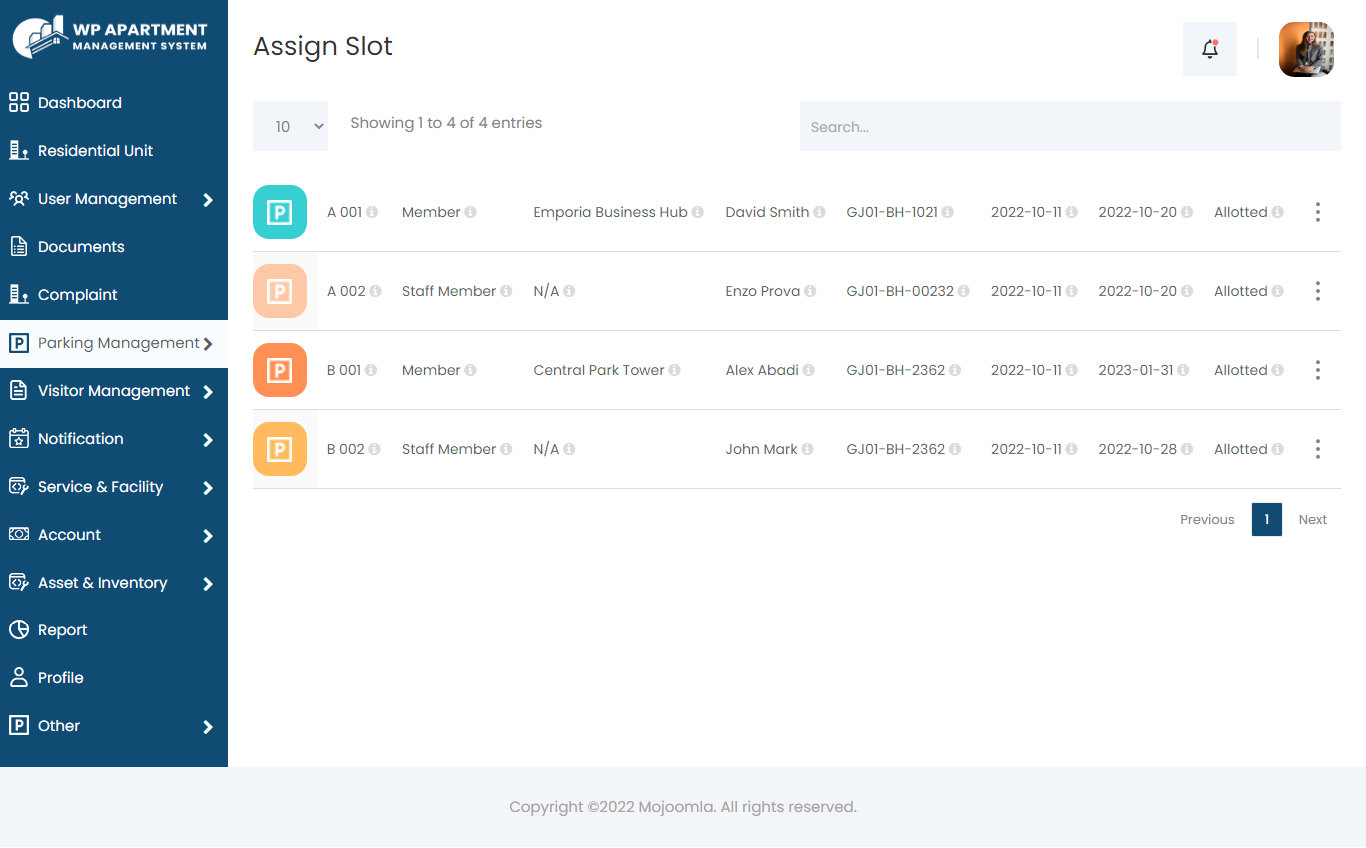 WP APARTMENT
MANAGEMENT SYSTEM
Dashboard
Residential Unit
User Management
Documents
Complaint
Parking Management
Visitor Management
Notification
Service & Facility
Account
Asset & Inventory
Report
Profile
Other
Assign Slot
10 Showing 1 to 4 of 4 entries Search...
P A 001 Member Emporia Business Hub David Smith GJ01-BH-1021 2022-10-11 2022-10-20 Allotted
P A 002 Staff Member N/A Enzo Prova GJ01-BH-00232 2022-10-11 2022-10-20 Allotted
P B 001 Member Central Park Tower Alex Abadi GJ01-BH-2362 2022-10-11 2023-01-31 Allotted
P B 002 Staff Member N/A John Mark GJ01-BH-2362 2022-10-11 2022-10-28 Allotted
Previous 1 Next
Copyright ©2022 Mojoomla. All rights reserved.